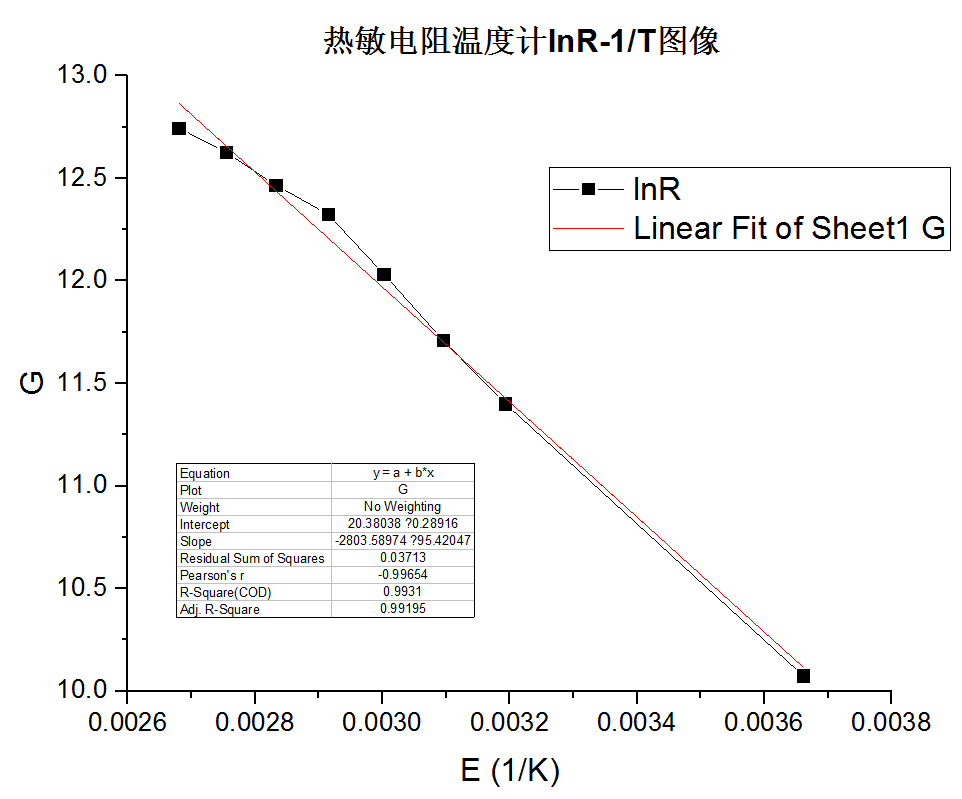 热敏电阻温度计lnR-1/T图像
13.0
12.5
12.0
11.5
11.0
10.5
10.0
G
lnR
Linear Fit of Sheet1 G
Equation y = a + b*x
Plot G
Weight No Weighting
Intercept 20.38038 ?0.28916
Slope -2803.58974 ?95.42047
Residual Sum of Squares 0.03713
Pearson's r -0.99654
R-Square(COD) 0.9931
Adj. R-Square 0.99195
0.0026 0.0028 0.0030 0.0032 0.0034 0.0036 0.0038
E (1/K)